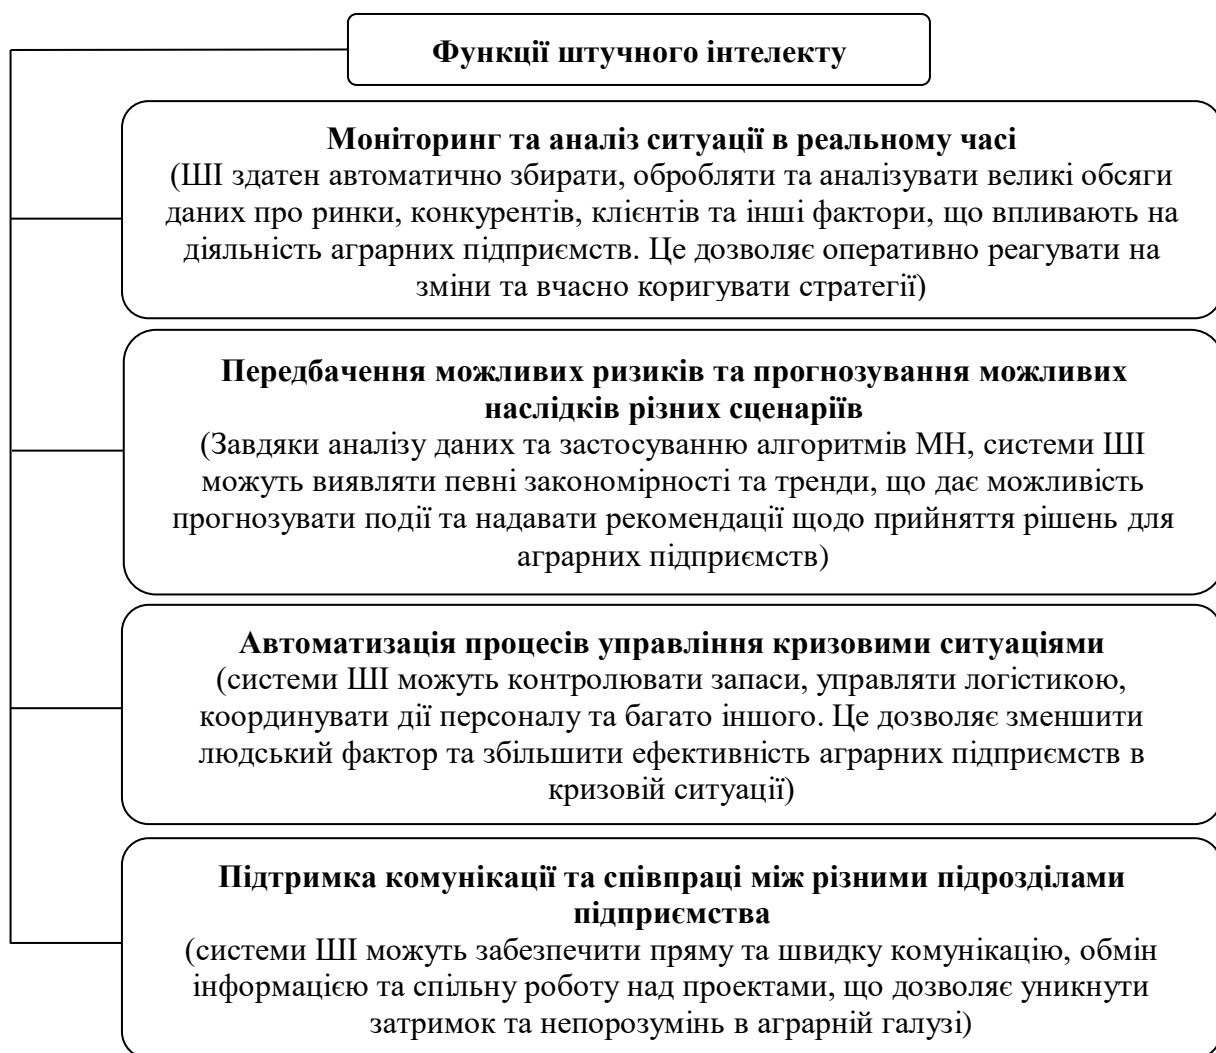 Функції штучного інтелекту
Моніторинг та аналіз ситуації в реальному часі
(ШІ здатен автоматично збирати, обробляти та аналізувати великі обсяги
даних про ринки, конкурентів, клієнтів та інші фактори, що впливають на
діяльність аграрних підприємств. Це дозволяє оперативно реагувати на
зміни та вчасно коригувати стратегії)
Передбачення можливих ризиків та прогнозування можливих
наслідків різних сценаріїв
(Завдяки аналізу даних та застосуванню алгоритмів МН, системи ШІ
можуть виявляти певні закономірності та тренди, що дає можливість
прогнозувати події та надавати рекомендації щодо прийняття рішень для
аграрних підприємств)
Автоматизація процесів управління кризовими ситуаціями
(системи ШІ можуть контролювати запаси, управляти логістикою,
координувати дії персоналу та багато іншого. Це дозволяє зменшити
людський фактор та збільшити ефективність аграрних підприємств в
кризовій ситуації)
Підтримка комунікації та співпраці між різними підрозділами
підприємства
(системи ШІ можуть забезпечити пряму та швидку комунікацію, обмін
інформацією та спільну роботу над проектами, що дозволяє уникнути
затримок та непорозумінь в аграрній галузі)